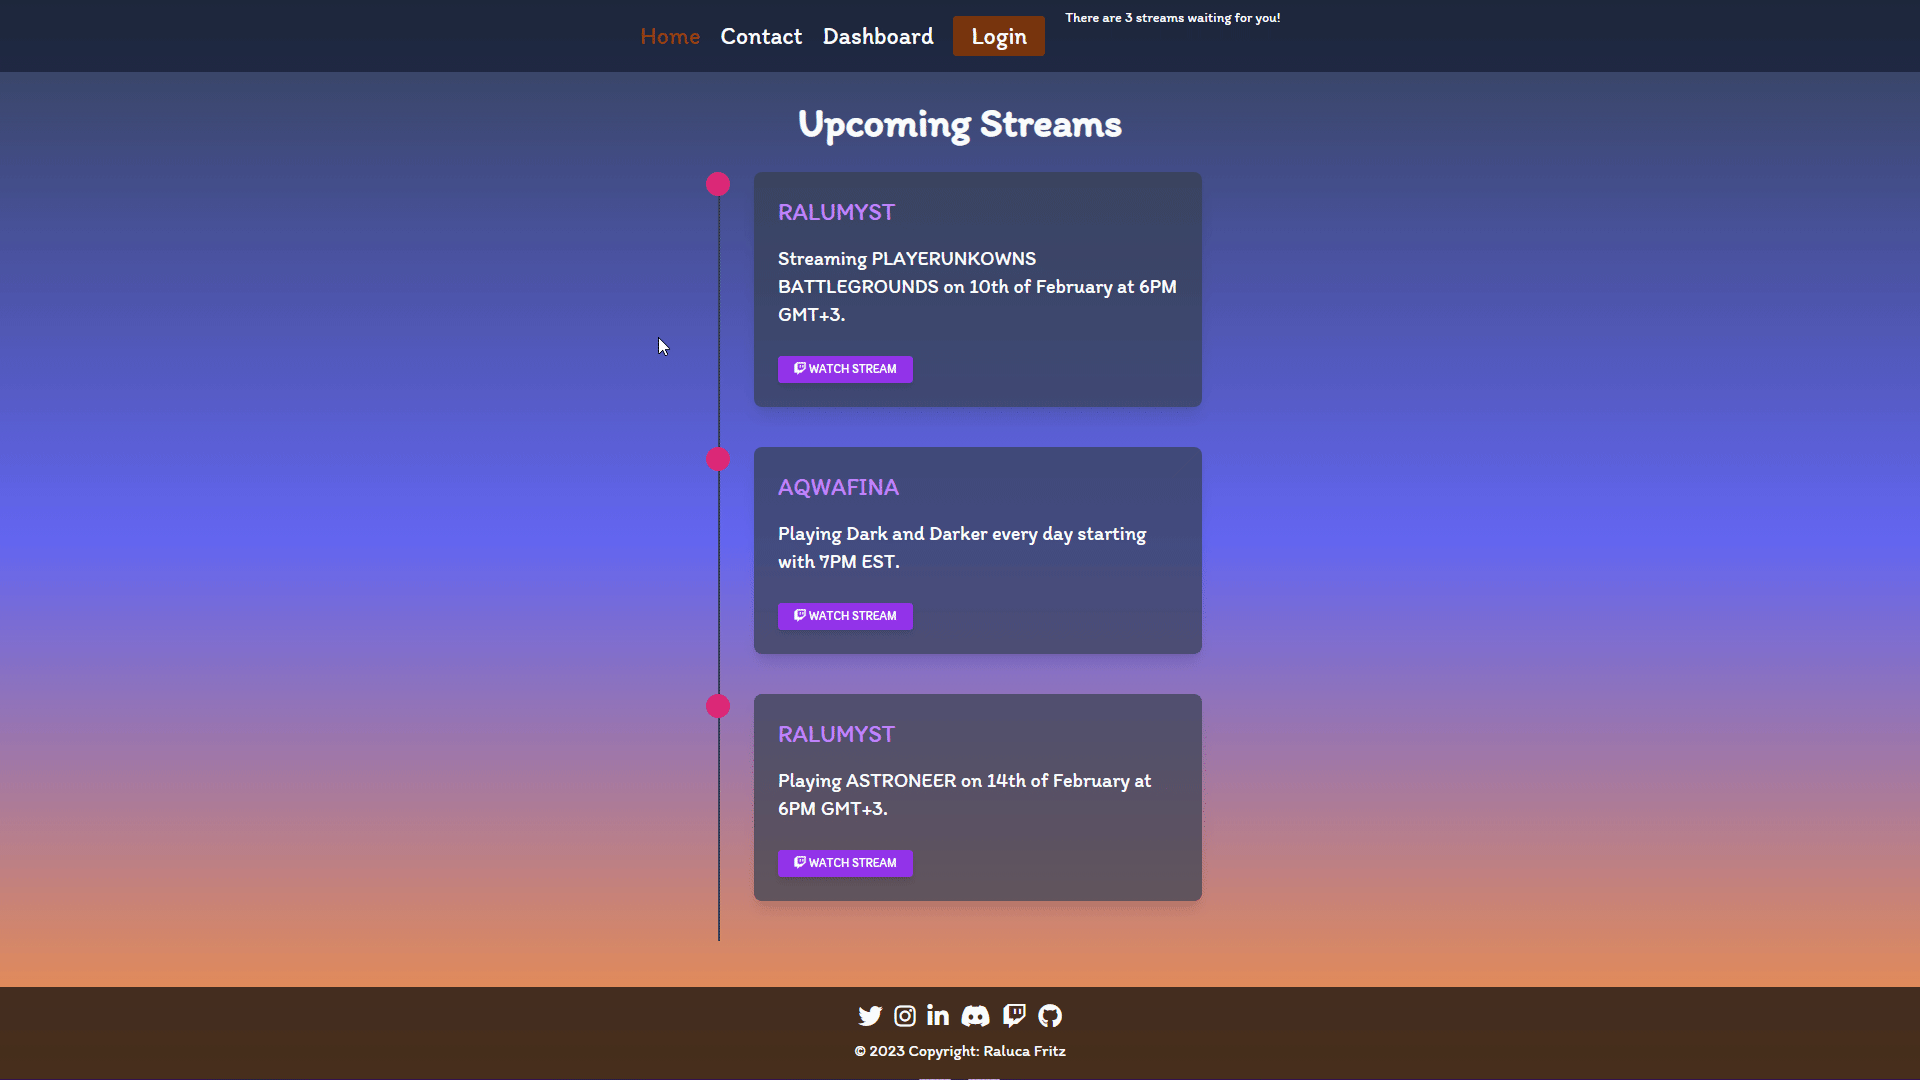 Home Contact Dashboard Login There are 3 streams waiting for you!
Upcoming Streams
RALUMYST
Streaming PLAYERUNKOWNS
BATTLEGROUNDS on 10th of February at 6PM
GMT+3.
WATCH STREAM
AQWAFINA
Playing Dark and Darker every day starting
with 7PM EST.
WATCH STREAM
RALUMYST
Playing ASTRONEER on 14th of February at
6PM GMT+3.
WATCH STREAM
© 2023 Copyright: Raluca Fritz